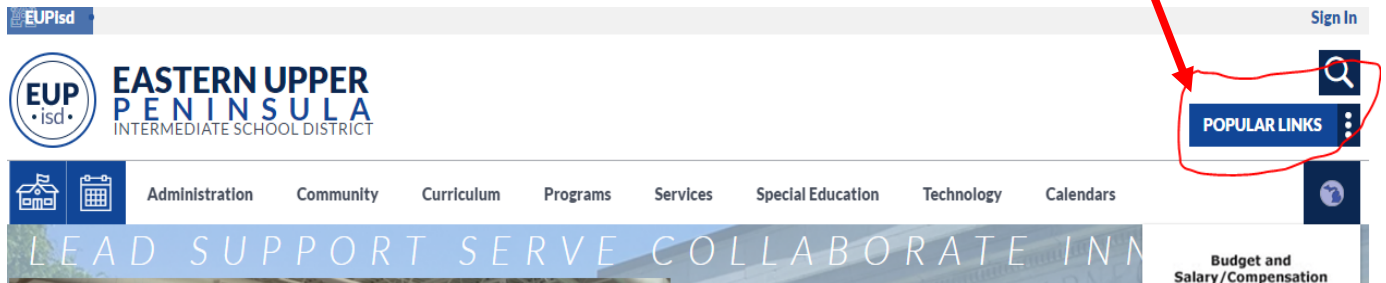 EUPisd
Sign In
EUP
•isd•
EASTERN UPPER
PENINSULA
INTERMEDIATE SCHOOL DISTRICT
POPULAR LINKS
Administration Community Curriculum Programs Services Special Education Technology Calendars
LEAD SUPPORT SERVE COLLABORATE INN
Budget and
Salary/Compensation